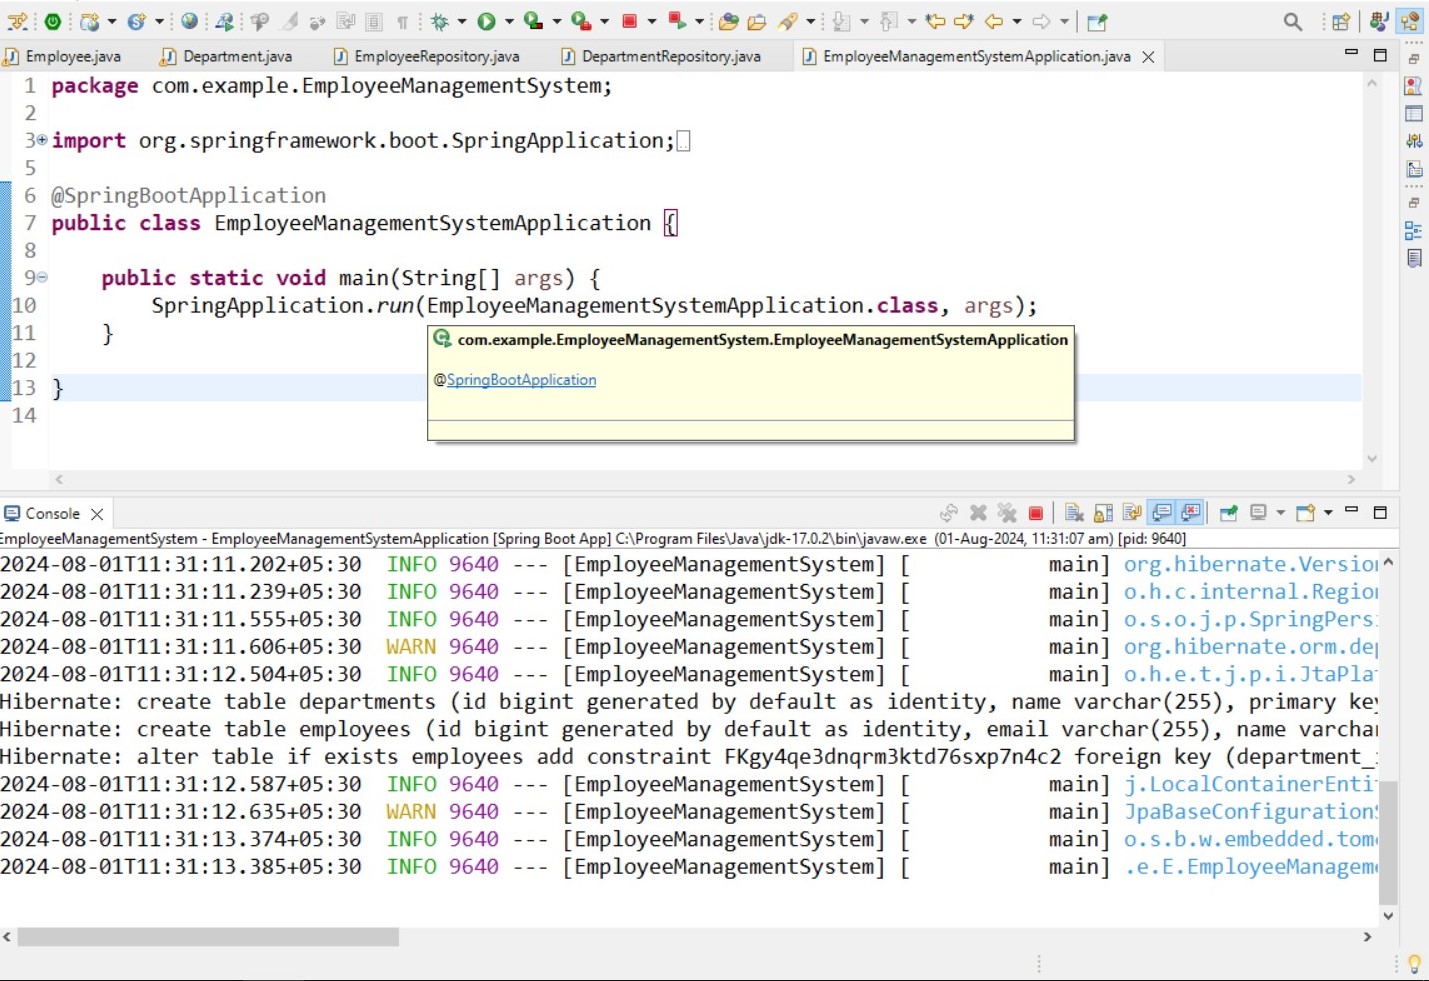 Employee.java Department.java EmployeeRepository.java DepartmentRepository.java EmployeeManagementSystemApplication.java
1 package com.example.EmployeeManagementSystem;
2
3 import org.springframework.boot.SpringApplication;
5
6 @SpringBootApplication
7 public class EmployeeManagementSystemApplication {
8
9 public static void main(String[] args) {
10 SpringApplication.run(EmployeeManagementSystemApplication.class, args);
11 }
com.example.EmployeeManagementSystem.EmployeeManagementSystemApplication
12
@SpringBootApplication
13 }
14
Console
EmployeeManagementSystem - EmployeeManagementSystemApplication [Spring Boot App] C:\Program Files\Java\jdk-17.0.2\bin\javaw.exe (01-Aug-2024, 11:31:07 am) [pid: 9640]
2024-08-01T11:31:11.202+05:30 INFO 9640 --- [EmployeeManagementSystem] [ main] org.hibernate.Version
2024-08-01T11:31:11.239+05:30 INFO 9640 --- [EmployeeManagementSystem] [ main] o.h.c.internal.Region
2024-08-01T11:31:11.555+05:30 INFO 9640 --- [EmployeeManagementSystem] [ main] o.s.o.j.p.SpringPersi
2024-08-01T11:31:11.606+05:30 WARN 9640 --- [EmployeeManagementSystem] [ main] org.hibernate.orm.dep
2024-08-01T11:31:12.504+05:30 INFO 9640 --- [EmployeeManagementSystem] [ main] o.h.e.t.j.p.i.JtaPlat
Hibernate: create table departments (id bigint generated by default as identity, name varchar(255), primary key
Hibernate: create table employees (id bigint generated by default as identity, email varchar(255), name varchar
Hibernate: alter table if exists employees add constraint FKgy4qe3dnqrm3ktd76sxp7n4c2 foreign key (department_i
2024-08-01T11:31:12.587+05:30 INFO 9640 --- [EmployeeManagementSystem] [ main] j.LocalContainerEntit
2024-08-01T11:31:12.635+05:30 WARN 9640 --- [EmployeeManagementSystem] [ main] JpaBaseConfiguration$
2024-08-01T11:31:13.374+05:30 INFO 9640 --- [EmployeeManagementSystem] [ main] o.s.b.w.embedded.tomc
2024-08-01T11:31:13.385+05:30 INFO 9640 --- [EmployeeManagementSystem] [ main] .e.E.EmployeeManageme